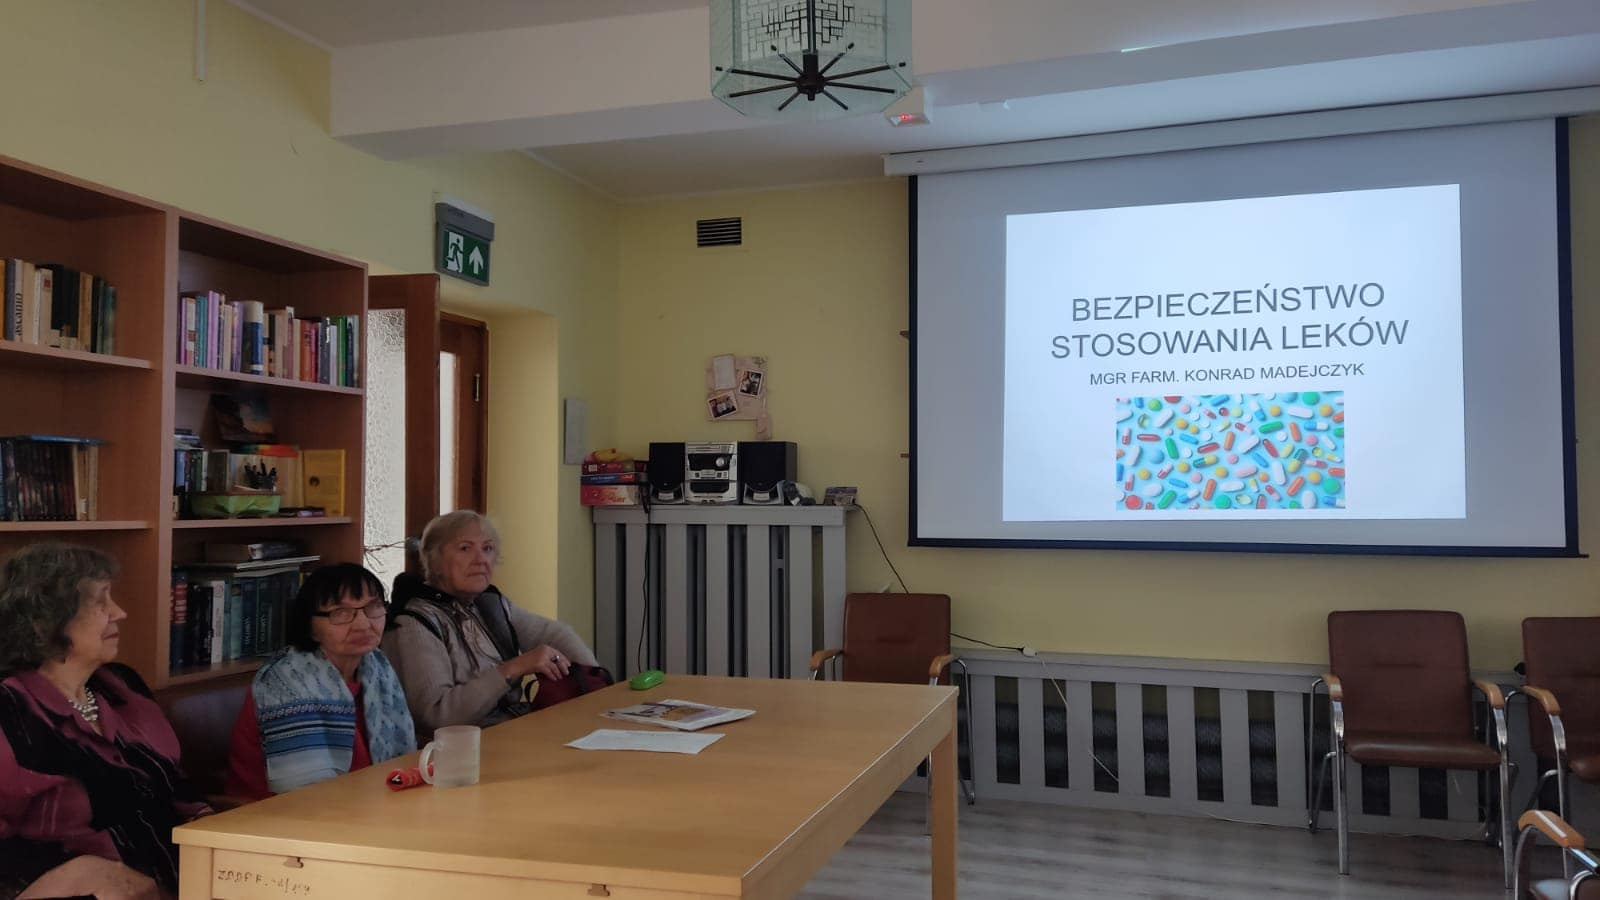 BEZPIECZEŃSTWO
STOSOWANIA LEKÓW
MGR FARM. KONRAD MADEJCZYK